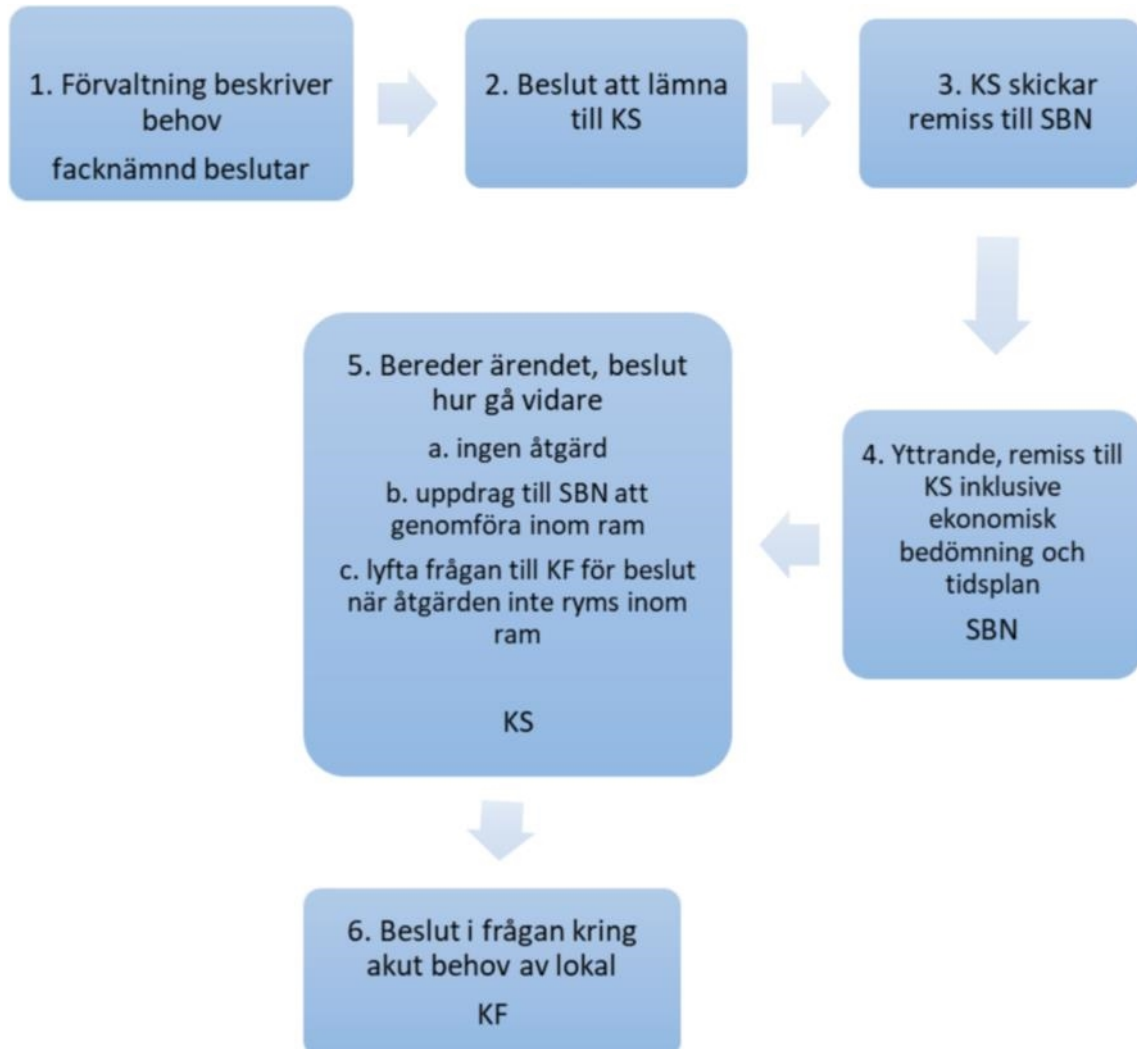 1. Förvaltning beskriver
behov
facknämnd beslutar
2. Beslut att lämna
till KS
3. KS skickar
remiss till SBN
4. Yttrande, remiss till
KS inklusive
ekonomisk
bedömning och
tidsplan
SBN
5. Bereder ärendet, beslut
hur gå vidare
a. ingen åtgärd
b. uppdrag till SBN att
genomföra inom ram
c. lyfta frågan till KF för beslut
när åtgärden inte ryms inom
ram
KS
6. Beslut i frågan kring
akut behov av lokal
KF